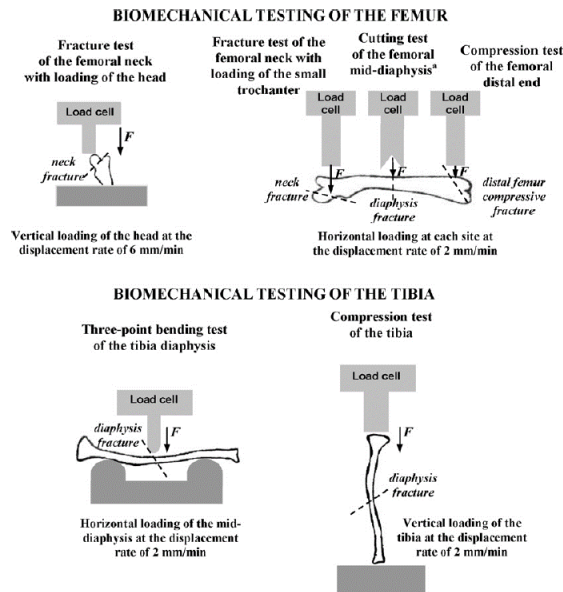 BIOMECHANICAL TESTING OF THE FEMUR
Fracture test
of the femoral neck
with loading of the head
Load cell
F
neck
fracture
Vertical loading of the head at the
displacement rate of 6 mm/min
Fracture test of the
femoral neck with
loading of the small
trochanter
Cutting test
of the femoral
mid-diaphysisª
Compression test
of the femoral
distal end
Load
cell
Load
cell
Load
cell
F
F
F
neck
fracture
diaphysis
fracture
distal femur
compressive
fracture
Horizontal loading at each site at
the displacement rate of 2 mm/min
BIOMECHANICAL TESTING OF THE TIBIA
Three-point bending test
of the tibia diaphysis
Load cell
diaphysis
fracture
F
Horizontal loading of the mid-
diaphysis at the displacement
rate of 2 mm/min
Compression test
of the tibia
Load cell
F
diaphysis
fracture
Vertical loading of the
tibia at the displacement
rate of 2 mm/min